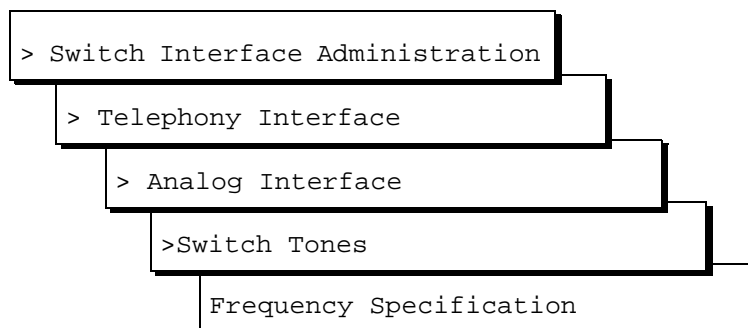 > Switch Interface Administration
> Telephony Interface
> Analog Interface
>Switch Tones
Frequency Specification